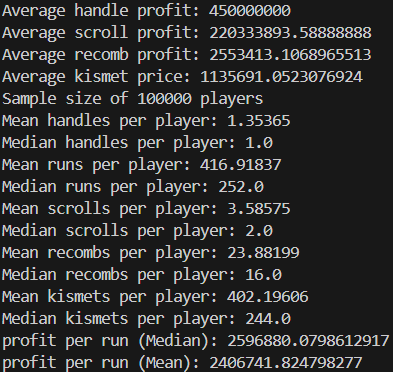 Average handle profit: 450000000
Average scroll profit: 220333893.58888888
Average recomb profit: 2553413.1068965513
Average kismet price: 1135691.0523076924
Sample size of 100000 players
Mean handles per player: 1.35365
Median handles per player: 1.0
Mean runs per player: 416.91837
Median runs per player: 252.0
Mean scrolls per player: 3.58575
Median scrolls per player: 2.0
Mean recombs per player: 23.88199
Median recombs per player: 16.0
Mean kismets per player: 402.19606
Median kismets per player: 244.0
profit per run (Median): 2596880.0798612917
profit per run (Mean): 2406741.824798277